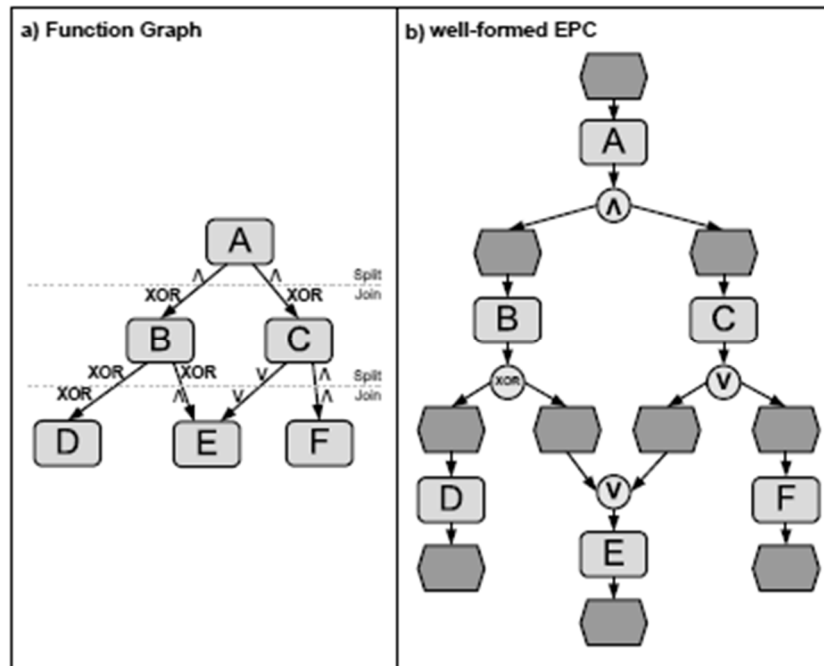 a) Function Graph
A
∧ ∧ Split
XOR XOR Join
B C
XOR XOR ∨ ∧ Split
XOR ∧ ∨ ∧ Join
D E F
b) well-formed EPC
A
∧
B C
XOR ∨
D ∨ F
E